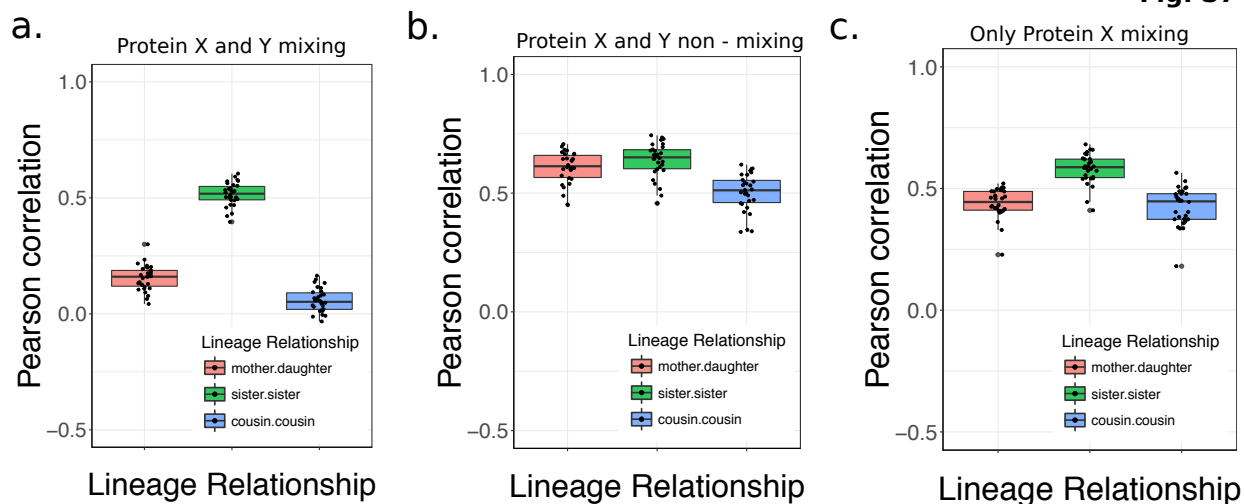 a.
Protein X and Y mixing
1.0
0.5
0.0
−0.5
Pearson correlation
Lineage Relationship
mother.daughter
sister.sister
cousin.cousin
Lineage Relationship
b.
Protein X and Y non - mixing
1.0
0.5
0.0
−0.5
Pearson correlation
Lineage Relationship
mother.daughter
sister.sister
cousin.cousin
Lineage Relationship
c.
Only Protein X mixing
1.0
0.5
0.0
−0.5
Pearson correlation
Lineage Relationship
mother.daughter
sister.sister
cousin.cousin
Lineage Relationship